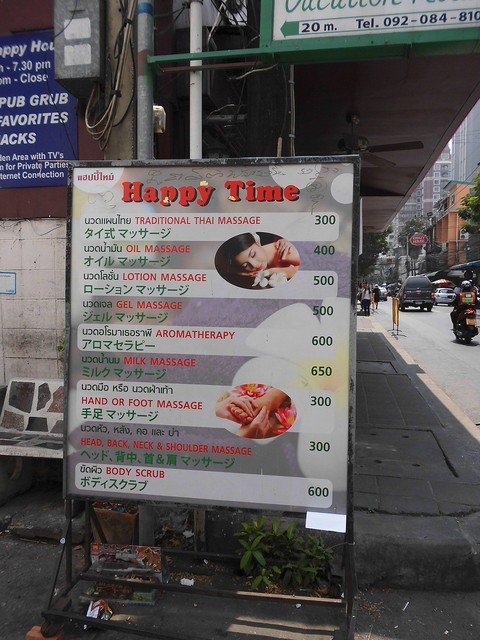 20 m. Tel. 092-084-810
- 7.30 pm
- Close
PUB GRUB
FAVORITES
Area with TV's
for Private Parties
Connection
แฮปปี้ไทม์
Happy Time
นวดแผนไทย TRADITIONAL THAI MASSAGE 300
タイ式 マッサージ
นวดน้ำมัน OIL MASSAGE 400
オイル マッサージ
นวดโลชั่น LOTION MASSAGE 500
ローション マッサージ
นวดเจล GEL MASSAGE 500
ジェル マッサージ
นวดอโรมาเธอราพี AROMATHERAPY 600
アロマセラピー
นวดน้ำนม MILK MASSAGE 650
ミルク マッサージ
นวดมือ หรือ นวดฝ่าเท้า
HAND OR FOOT MASSAGE 300
手足 マッサージ
นวดหัว, หลัง, คอ และ บ่า
HEAD, BACK, NECK & SHOULDER MASSAGE 300
ヘッド, 背中, 首&肩 マッサージ
ขัดผิว BODY SCRUB 600
ボディスクラブ